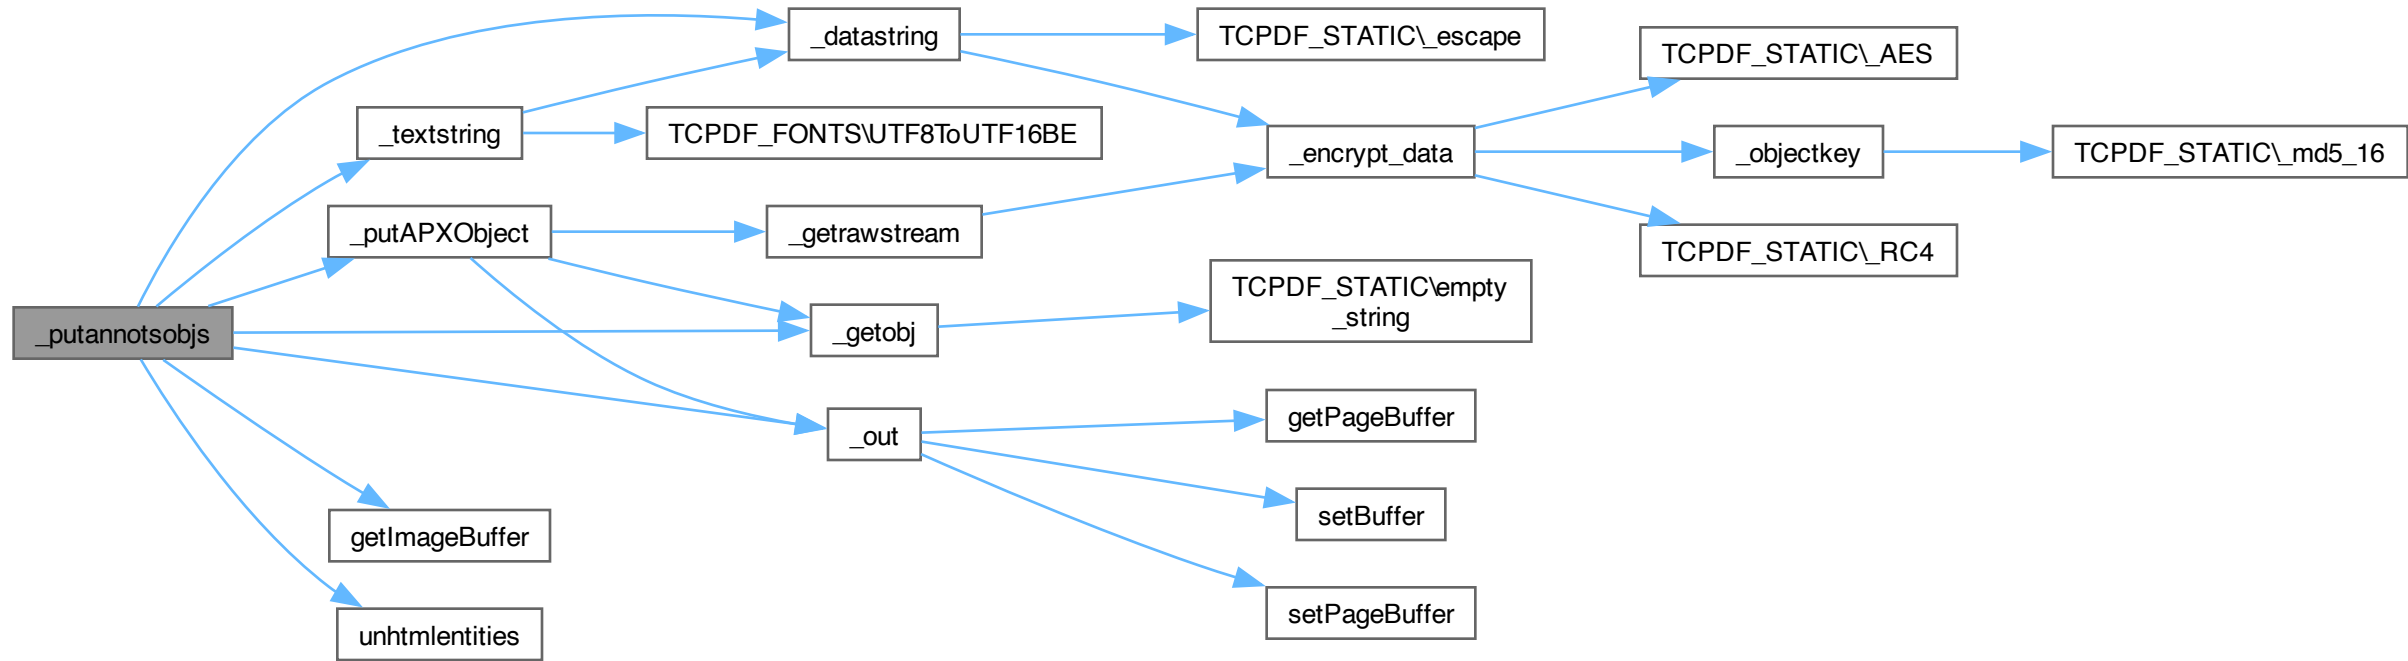 _datastring
TCPDF_STATIC\_escape
TCPDF_STATIC\_AES
_textstring
TCPDF_FONTS\UTF8ToUTF16BE
_encrypt_data
_objectkey
TCPDF_STATIC\_md5_16
_putAPXObject
_getrawstream
TCPDF_STATIC\_RC4
TCPDF_STATIC\empty
_string
_putannotsobjs
_getobj
getPageBuffer
_out
setBuffer
getImageBuffer
setPageBuffer
unhtmlentities